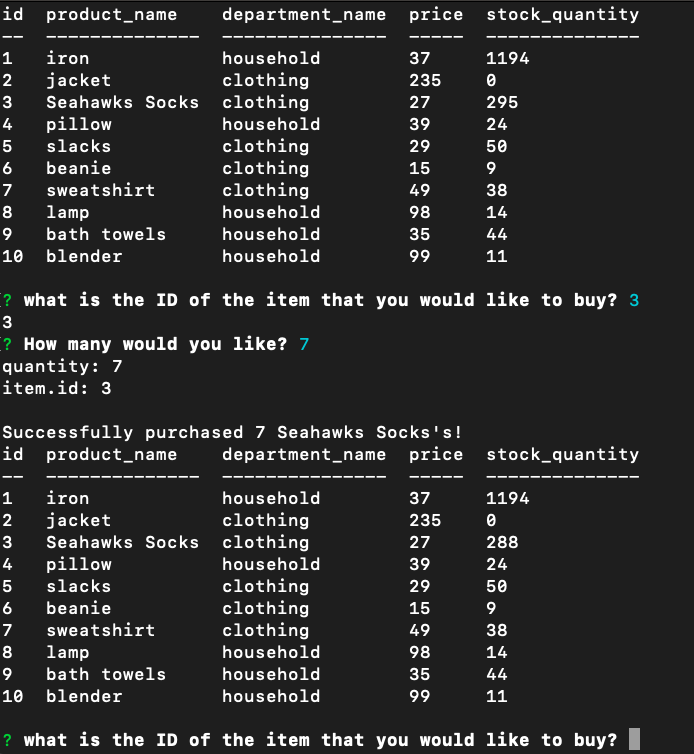 id  product_name    department_name  price  stock_quantity
--  --------------  ---------------  -----  --------------
1   iron            household        37     1194
2   jacket          clothing         235    0
3   Seahawks Socks  clothing         27     295
4   pillow          household        39     24
5   slacks          clothing         29     50
6   beanie          clothing         15     9
7   sweatshirt      clothing         49     38
8   lamp            household        98     14
9   bath towels     household        35     44
10  blender         household        99     11
? what is the ID of the item that you would like to buy? 3
3
? How many would you like? 7
quantity: 7
item.id: 3
Successfully purchased 7 Seahawks Socks's!
id  product_name    department_name  price  stock_quantity
--  --------------  ---------------  -----  --------------
1   iron            household        37     1194
2   jacket          clothing         235    0
3   Seahawks Socks  clothing         27     288
4   pillow          household        39     24
5   slacks          clothing         29     50
6   beanie          clothing         15     9
7   sweatshirt      clothing         49     38
8   lamp            household        98     14
9   bath towels     household        35     44
10  blender         household        99     11
? what is the ID of the item that you would like to buy?